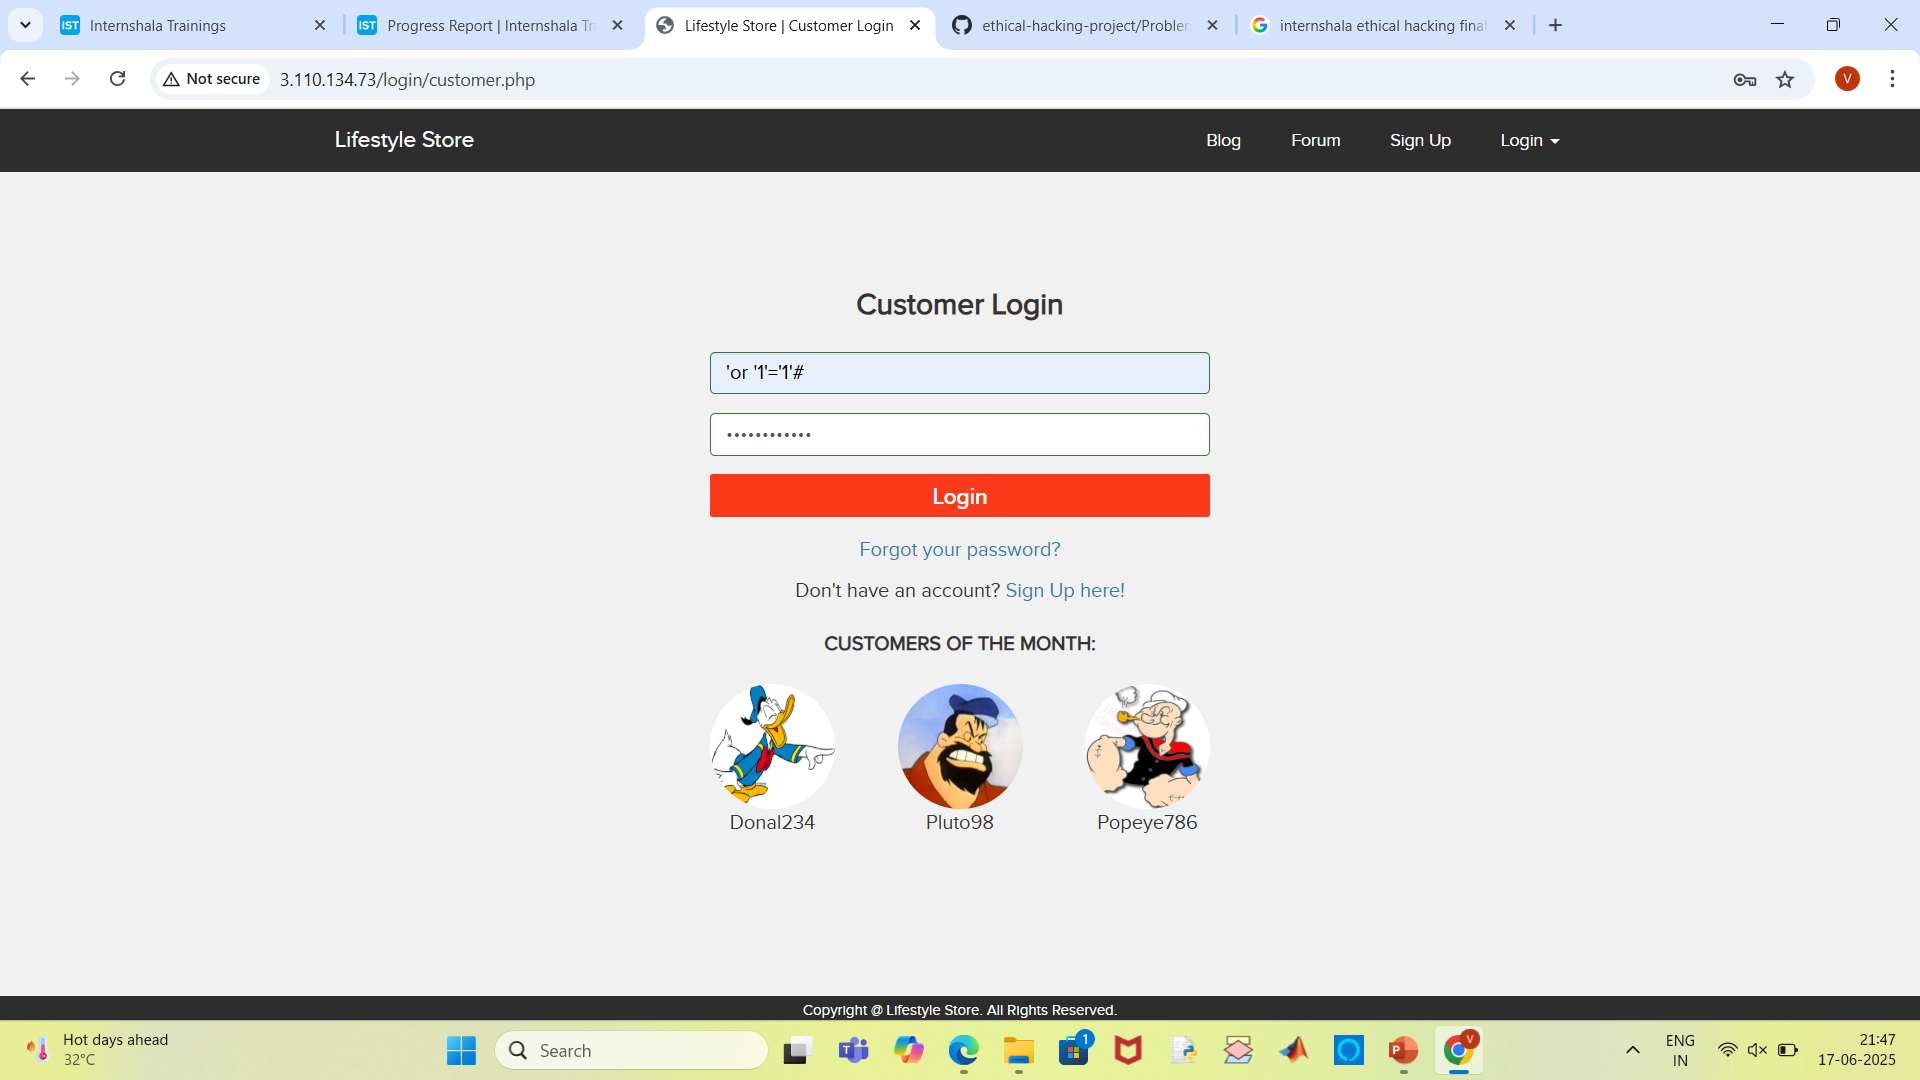 Internshala Trainings
Progress Report | Internshala Tr
Lifestyle Store | Customer Login
ethical-hacking-project/Problen
internshala ethical hacking final
Not secure
3.110.134.73/login/customer.php
V
Lifestyle Store
Blog
Forum
Sign Up
Login
Customer Login
'or '1'='1'#
Login
Forgot your password?
Don't have an account? Sign Up here!
CUSTOMERS OF THE MONTH:
Donal234
Pluto98
Popeye786
Copyright @ Lifestyle Store. All Rights Reserved.
Hot days ahead
32°C
Search
1
V
ENG
IN
21:47
17-06-2025